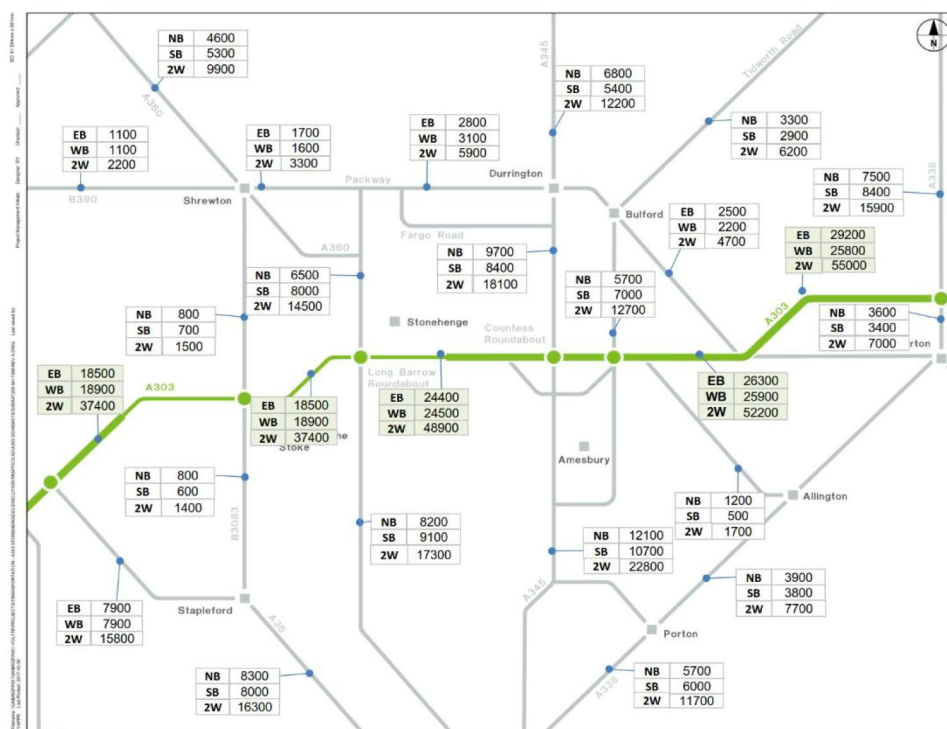 A345
Tidworth Road
N
NB 4600
SB 5300
2W 9900
A360
NB 6800
SB 5400
2W 12200
NB 3300
SB 2900
2W 6200
A338
EB 1100
WB 1100
2W 2200
EB 1700
WB 1600
2W 3300
EB 2800
WB 3100
2W 5900
NB 7500
SB 8400
2W 15900
Packway
Durrington
B390
Shrewton
Bulford
EB 2500
WB 2200
2W 4700
Fargo Road
EB 29200
WB 25800
2W 55000
A360
NB 9700
SB 8400
2W 18100
NB 6500
SB 8000
2W 14500
NB 5700
SB 7000
2W 12700
NB 800
SB 700
2W 1500
Stonehenge
Countess
Roundabout
A303
NB 3600
SB 3400
2W 7000
EB 18500
WB 18900
2W 37400
A303
Long Barrow
Roundabout
EB 18500
WB 18900
2W 37400
Stoke
EB 24400
WB 24500
2W 48900
EB 26300
WB 25900
2W 52200
Amesbury
NB 800
SB 600
2W 1400
NB 1200
SB 500
2W 1700
Allington
B3083
NB 8200
SB 9100
2W 17300
NB 12100
SB 10700
2W 22800
NB 3900
SB 3800
2W 7700
EB 7900
WB 7900
2W 15800
Stapleford
A36
A345
Porton
NB 8300
SB 8000
2W 16300
A338
NB 5700
SB 6000
2W 11700